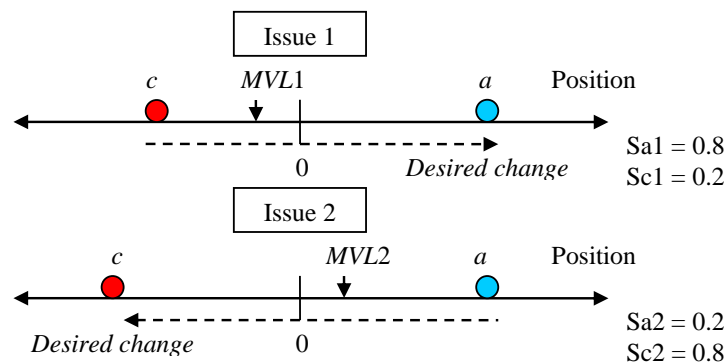 Issue 1
c MVL1 a Position
0 Desired change
Sa1 = 0.8
Sc1 = 0.2
Issue 2
c MVL2 a Position
Desired change 0
Sa2 = 0.2
Sc2 = 0.8